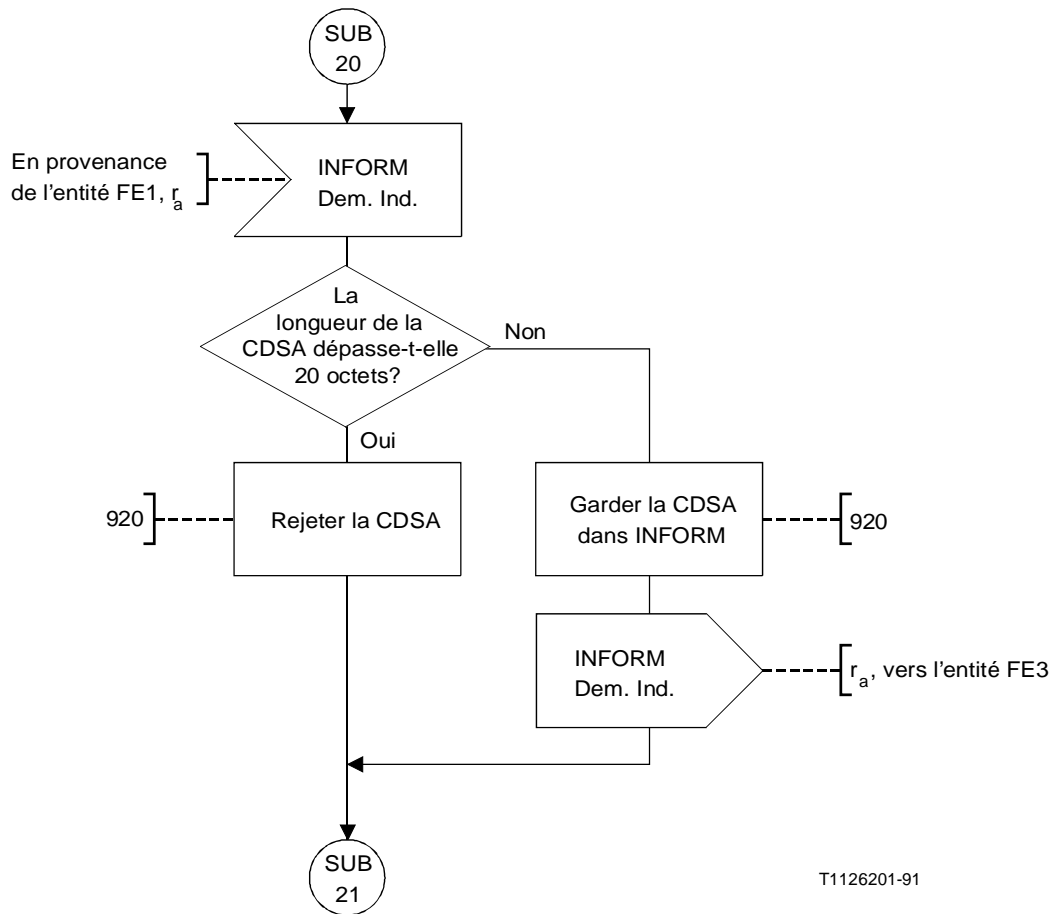 SUB
20
En provenance
de l'entité FE1, ra
INFORM
Dem. Ind.
La
longueur de la
CDSA dépasse-t-elle
20 octets?
Non
Oui
920
Rejeter la CDSA
Garder la CDSA
dans INFORM
920
INFORM
Dem. Ind.
ra, vers l'entité FE3
SUB
21
T1126201-91